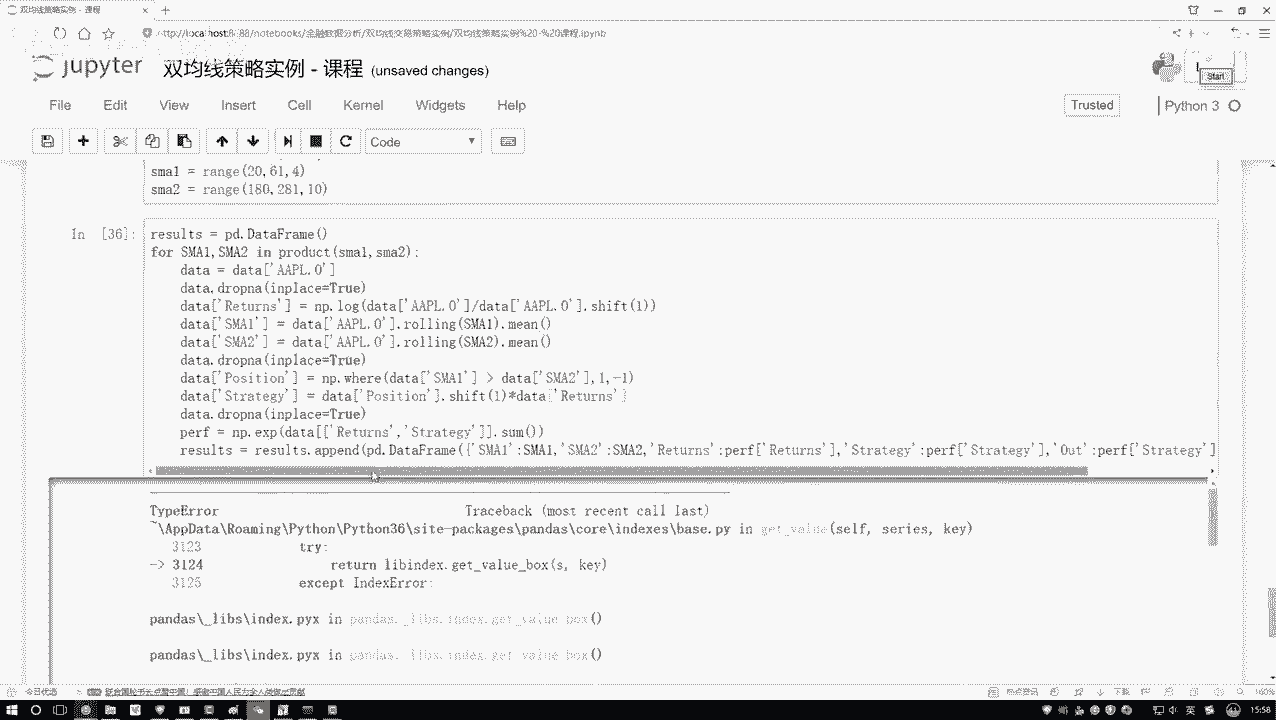 双均线策略实例 - 课程
localhost:8888/notebooks/金融数据分析/双均线交易策略实例/双均线策略实例%20-%20课程.ipynb
jupyter 双均线策略实例 - 课程 (unsaved changes)
Start
File Edit View Insert Cell Kernel Widgets Help
Trusted Python 3
Code
sma1 = range(20,61,4)
sma2 = range(180,281,10)
In [36]:
results = pd.DataFrame()
for SMA1,SMA2 in product(sma1,sma2):
data = data['AAPL.O']
data.dropna(inplace=True)
data['Returns'] = np.log(data['AAPL.O']/data['AAPL.O'].shift(1))
data['SMA1'] = data['AAPL.O'].rolling(SMA1).mean()
data['SMA2'] = data['AAPL.O'].rolling(SMA2).mean()
data.dropna(inplace=True)
data['Position'] = np.where(data['SMA1'] > data['SMA2'],1,-1)
data['Strategy'] = data['Position'].shift(1)*data['Returns']
data.dropna(inplace=True)
perf = np.exp(data[['Returns','Strategy']].sum())
results = results.append(pd.DataFrame({'SMA1':SMA1,'SMA2':SMA2,'Returns':perf['Returns'],'Strategy':perf['Strategy'],'Out':perf['Strategy']
TypeError Traceback (most recent call last)
~\AppData\Roaming\Python\Python36\site-packages\pandas\core\indexes\base.py in get_value(self, series, key)
3123 try:
-> 3124 return libindex.get_value_box(s, key)
3125 except IndexError:
pandas\_libs\index.pyx in pandas._libs.index.get_value_box()
pandas\_libs\index.pyx in pandas._libs.index.get_value_box()
今日优选
下载
160%
英
15:58